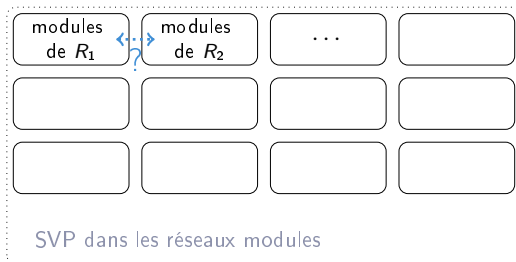 modules
de R₁
modules
de R₂
...
?
SVP dans les réseaux modules